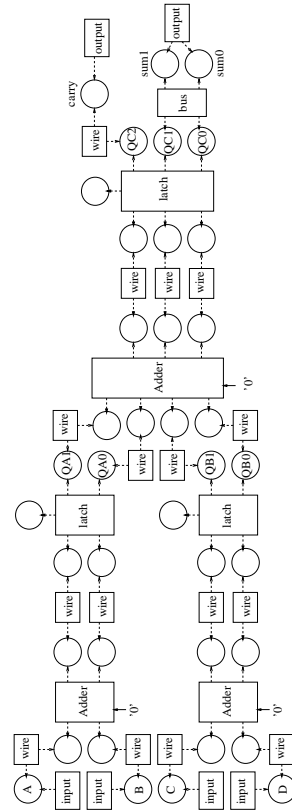 output
output
carry
sum1
sum0
wire
bus
QC2
QC1
QC0
latch
wire
wire
wire
Adder
'0'
wire
wire
wire
wire
QA1
QA0
QB1
QB0
latch
latch
wire
wire
wire
wire
Adder
'0'
Adder
'0'
wire
wire
wire
wire
A
input
input
B
C
input
input
D